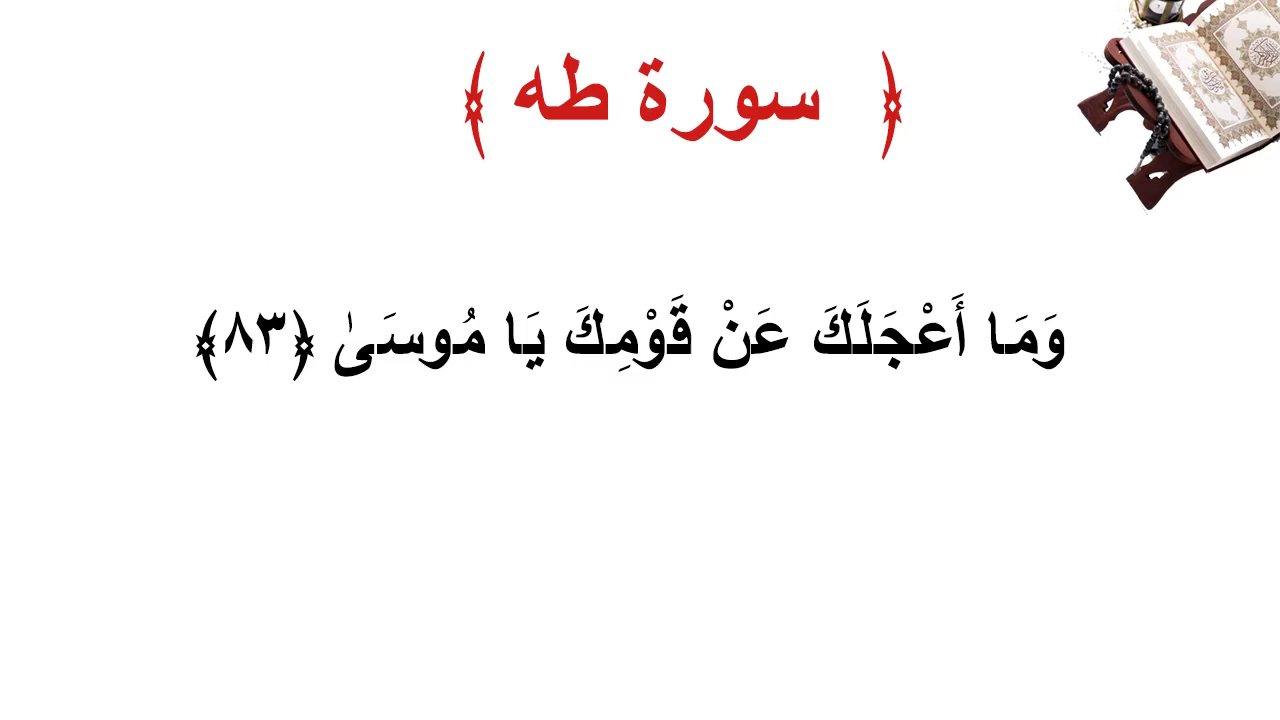 ﴿ سورة طه ﴾
وَمَا أَعْجَلَكَ عَنْ قَوْمِكَ يَا مُوسَىٰ ﴿٨٣﴾